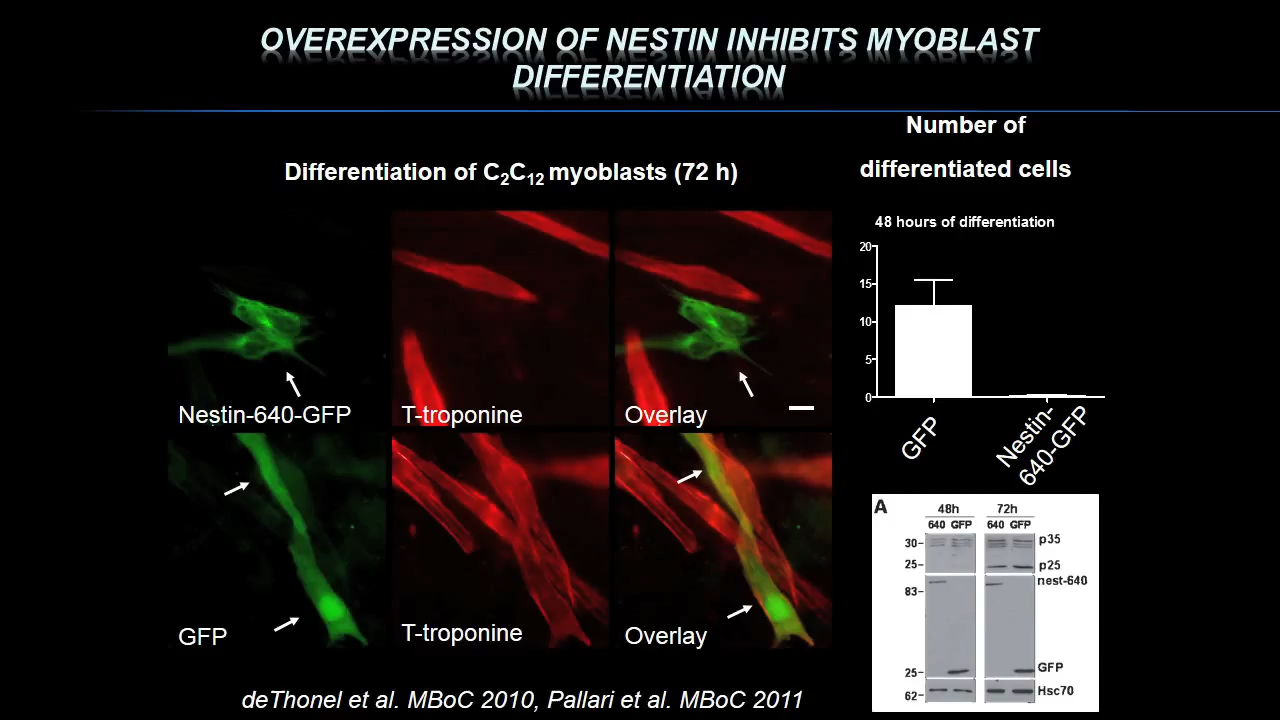 OVEREXPRESSION OF NESTIN INHIBITS MYOBLAST
DIFFERENTIATION
Differentiation of C2C12 myoblasts (72 h)
Number of
differentiated cells
Nestin-640-GFP
T-troponine
Overlay
GFP
T-troponine
Overlay
48 hours of differentiation
20
15
10
5
0
GFP
Nestin-
640-GFP
A
48h 72h
640 GFP 640 GFP
30
p35
25
p25
nest-640
83
GFP
25
Hsc70
62
deThonel et al. MBoC 2010, Pallari et al. MBoC 2011